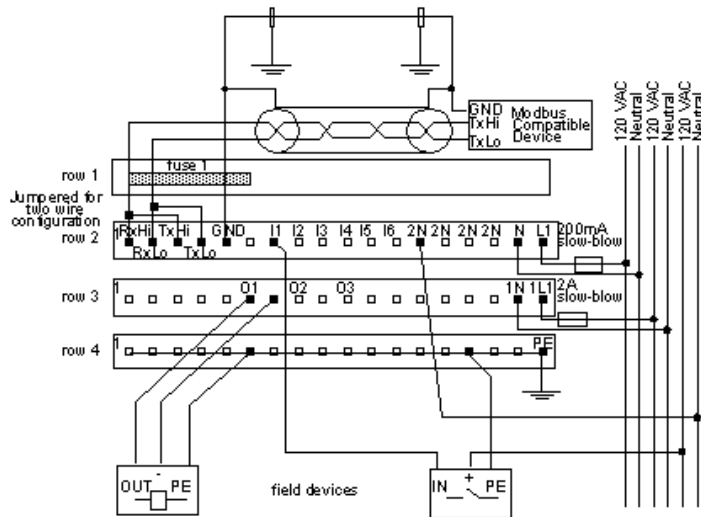 GND
TxHi
TxLo
Modbus
Compatible
Device
120 VAC
Neutral
120 VAC
Neutral
120 VAC
Neutral
row 1
fuse 1
Jumpered for
two wire
configuration
row 2
1
RxHi
TxHi
GND
I1
I2
I3
I4
I5
I6
2N
2N
2N
2N
N
L1
RxLo
TxLo
200mA
slow-blow
row 3
1
O1
O2
O3
1N
1L1
2A
slow-blow
row 4
1
PE
OUT
-
PE
field devices
IN
+
PE